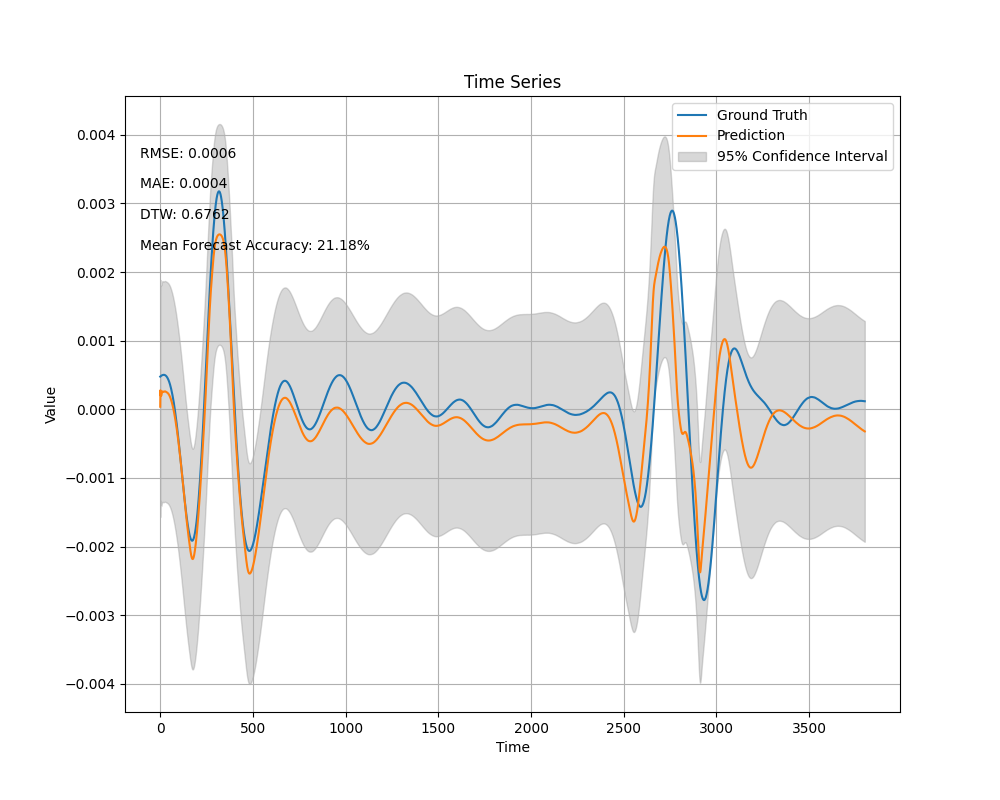 Time Series
Ground Truth
Prediction
95% Confidence Interval
RMSE: 0.0006
MAE: 0.0004
DTW: 0.6762
Mean Forecast Accuracy: 21.18%
Value
0.004
0.003
0.002
0.001
0.000
−0.001
−0.002
−0.003
−0.004
0 500 1000 1500 2000 2500 3000 3500
Time